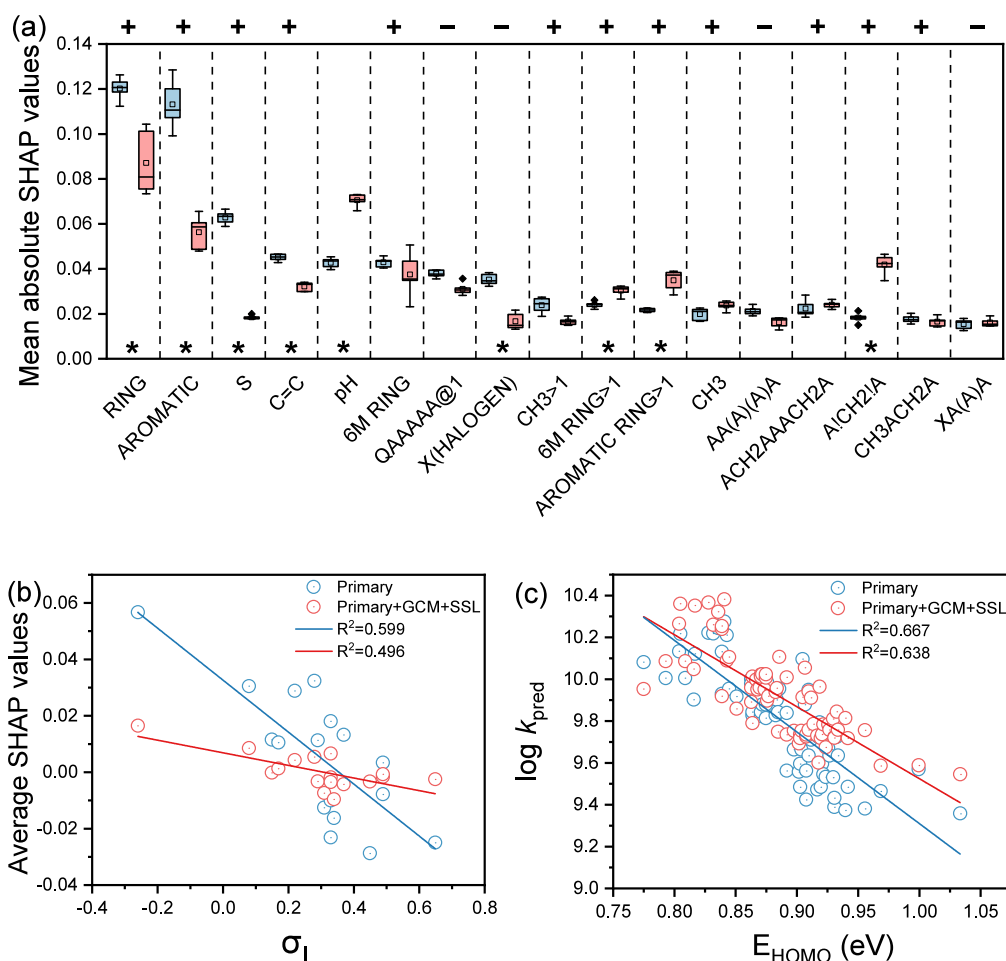 + + + + + − − + + + + − + + + −
(a)
Mean absolute SHAP values
0.14
0.12
0.10
0.08
0.06
0.04
0.02
0.00
* * * * * * * * *
RING
AROMATIC
S
C=C
pH
6M RING
QAAAAA@1
X(HALOGEN)
CH3>1
6M RING>1
AROMATIC RING>1
CH3
AA(A)(A)A
ACH2AAACH2A
A!CH2!A
CH3ACH2A
XA(A)A
(b)
Average SHAP values
0.06
0.04
0.02
0.00
-0.02
-0.04
Primary
Primary+GCM+SSL
R²=0.599
R²=0.496
-0.4 -0.2 0.0 0.2 0.4 0.6 0.8
σI
(c)
log kpred
10.4
10.2
10.0
9.8
9.6
9.4
9.2
9.0
Primary
Primary+GCM+SSL
R²=0.667
R²=0.638
0.75 0.80 0.85 0.90 0.95 1.00 1.05
EHOMO (eV)